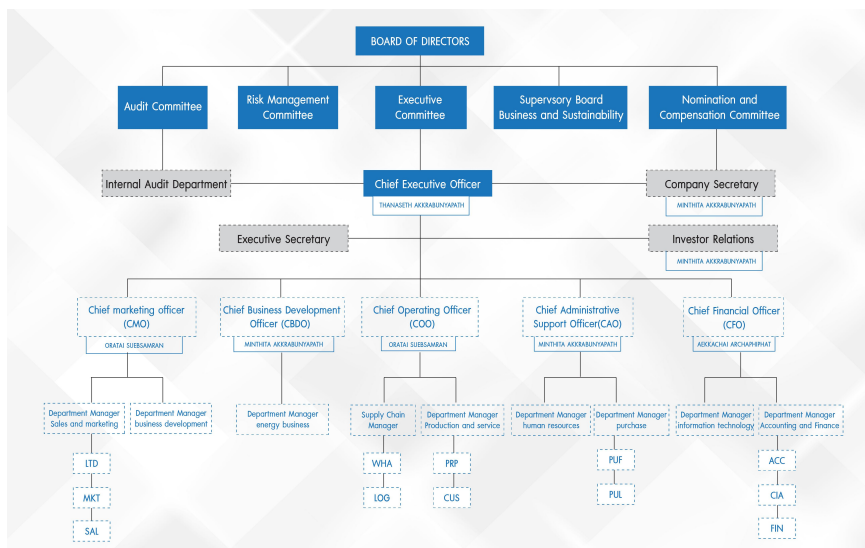 BOARD OF DIRECTORS
Audit Committee
Risk Management
Committee
Executive
Committee
Supervsory Board
Business and Sustainability
Nomination and
Compensation Committee
Internal Audit Department
Chief Executive Officer
THANASETH AKKRABUNYAPATH
Company Secretary
MINTHITA AKKRABUNYAPATH
Executive Secretary
Investor Relations
MINTHITA AKKRABUNYAPATH
Chief marketing officer
(CMO)
ORATAI SUEBSAMRAN
Chief Business Development
Officer (CBDO)
MINTHITA AKKRABUNYAPATH
Chief Operating Officer
(COO)
ORATAI SUEBSAMRAN
Chief Administrative
Support Officer(CAO)
MINTHITA AKKRABUNYAPATH
Chief Financial Officer
(CFO)
AEKKACHAI ARCHAPHIPHAT
Department Manager
Sales and marketing
Department Manager
business development
Department Manager
energy business
Supply Chain
Manager
Department Manager
Production and service
Department Manager
human resources
Department Manager
purchase
Department Manager
information technology
Department Manager
Accounting and Finance
LTD
MKT
SAL
WHA
LOG
PRP
CUS
PUF
PUL
ACC
CIA
FIN